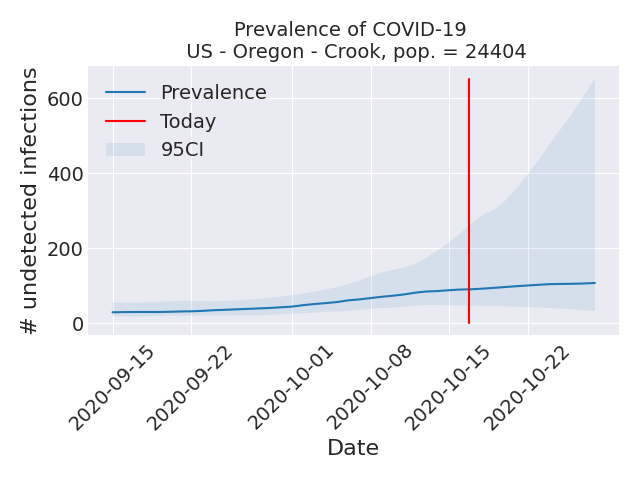 Prevalence of COVID-19
US - Oregon - Crook, pop. = 24404
# undetected infections
600
400
200
0
Prevalence
Today
95CI
2020-09-15
2020-09-22
2020-10-01
2020-10-08
2020-10-15
2020-10-22
Date